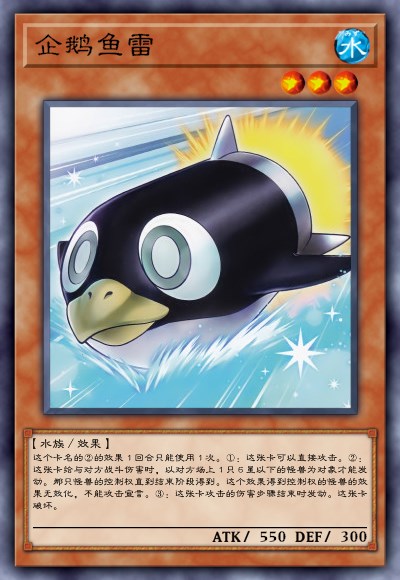 企鹅鱼雷
水
【水族／效果】
这个卡名的②的效果1回合只能使用1次。①：这张卡可以直接攻击。②：
这张卡给与对方战斗伤害时，以对方场上1只6星以下的怪兽为对象才能发
动。那只怪兽的控制权直到结束阶段得到。这个效果得到控制权的怪兽的效
果无效化，不能攻击宣言。③：这张卡攻击的伤害步骤结束时发动。这张卡
破坏。
ATK/ 550 DEF/ 300